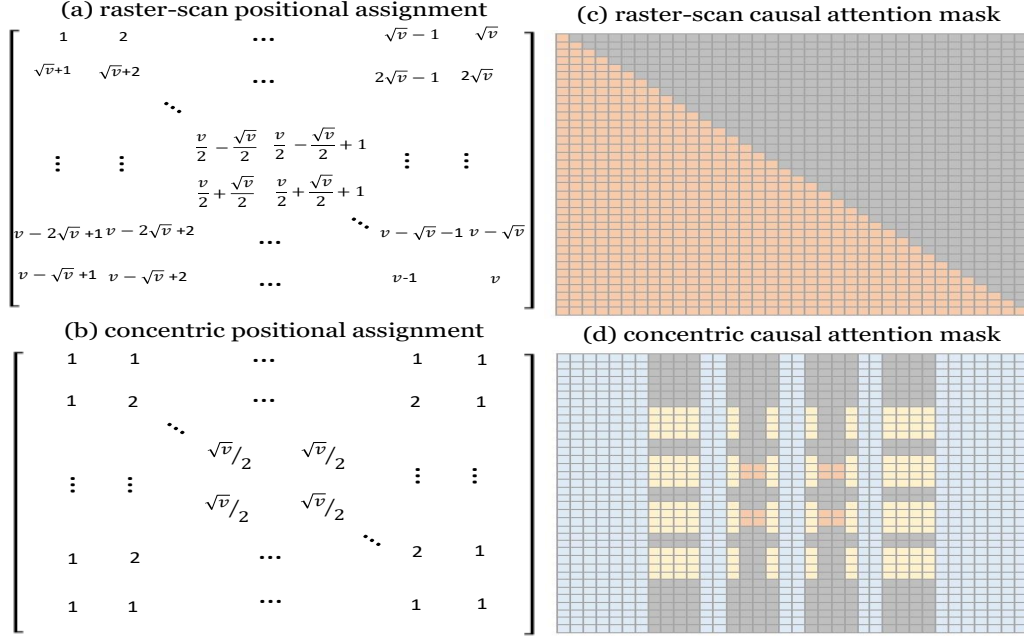 (a) raster-scan positional assignment
1 2 ... √v − 1 √v
√v+1 √v+2 ... 2√v − 1 2√v
⋱
v/2 − √v/2 v/2 − √v/2 + 1
⋮ ⋮ ⋮ ⋮
v/2 + √v/2 v/2 + √v/2 + 1
⋱
v − 2√v +1 v − 2√v +2 ... v − √v −1 v − √v
v − √v +1 v − √v +2 ... v-1 v
(b) concentric positional assignment
1 1 ... 1 1
1 2 ... 2 1
⋱
√v/2 √v/2
⋮ ⋮ ⋮ ⋮
√v/2 √v/2
⋱
1 2 ... 2 1
1 1 ... 1 1
(c) raster-scan causal attention mask
(d) concentric causal attention mask